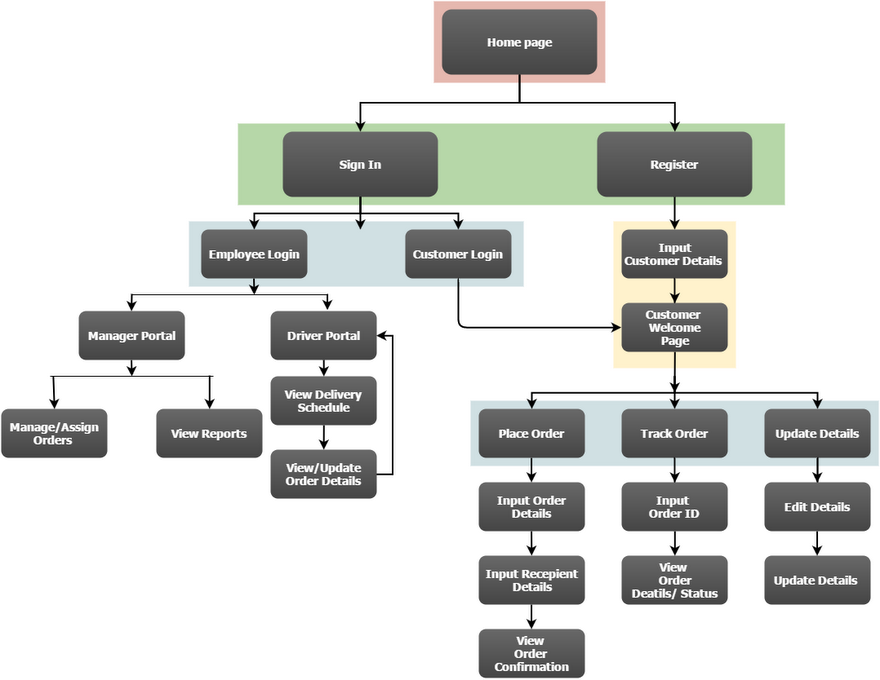 Home page
Sign In
Register
Employee Login
Customer Login
Input
Customer Details
Manager Portal
Driver Portal
Customer
Welcome
Page
View Delivery
Schedule
Manage/Assign
Orders
View Reports
Place Order
Track Order
Update Details
View/Update
Order Details
Input Order
Details
Input
Order ID
Edit Details
Input Recepient
Details
View
Order
Deatils/ Status
Update Details
View
Order
Confirmation